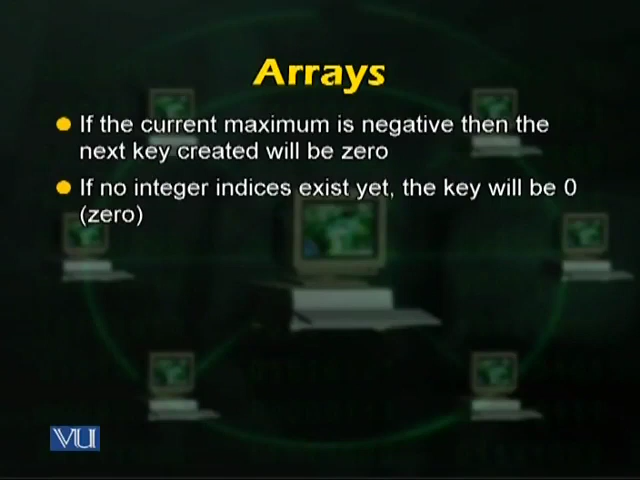 Arrays
If the current maximum is negative then the
next key created will be zero
If no integer indices exist yet, the key will be 0
(zero)
VU